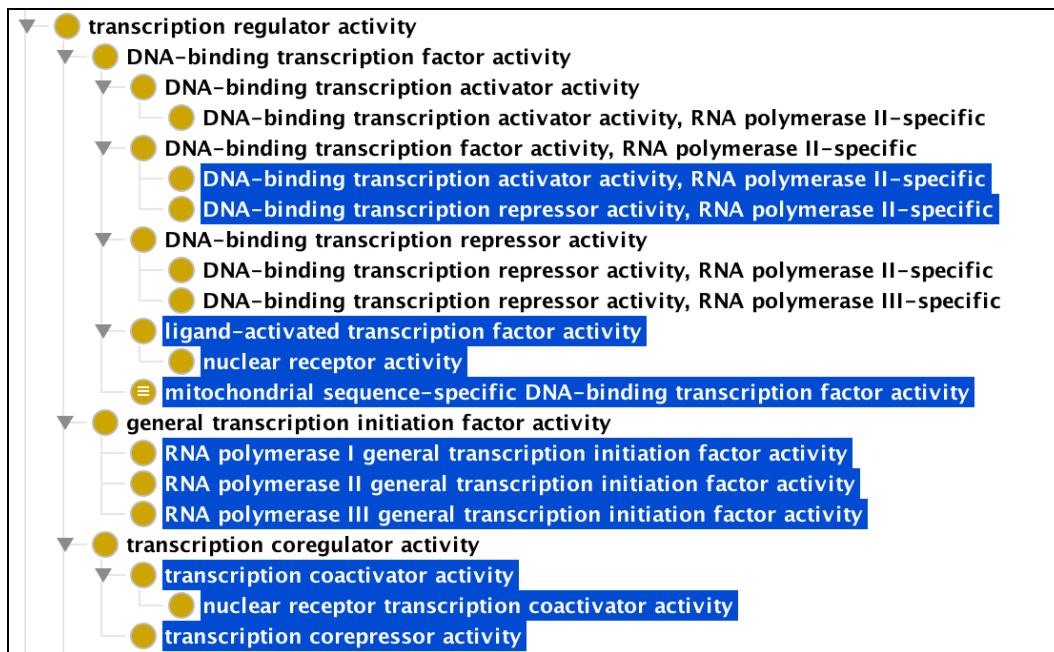 transcription regulator activity
DNA-binding transcription factor activity
DNA-binding transcription activator activity
DNA-binding transcription activator activity, RNA polymerase II-specific
DNA-binding transcription factor activity, RNA polymerase II-specific
DNA-binding transcription activator activity, RNA polymerase II-specific
DNA-binding transcription repressor activity, RNA polymerase II-specific
DNA-binding transcription repressor activity
DNA-binding transcription repressor activity, RNA polymerase II-specific
DNA-binding transcription repressor activity, RNA polymerase III-specific
ligand-activated transcription factor activity
nuclear receptor activity
mitochondrial sequence-specific DNA-binding transcription factor activity
general transcription initiation factor activity
RNA polymerase I general transcription initiation factor activity
RNA polymerase II general transcription initiation factor activity
RNA polymerase III general transcription initiation factor activity
transcription coregulator activity
transcription coactivator activity
nuclear receptor transcription coactivator activity
transcription corepressor activity